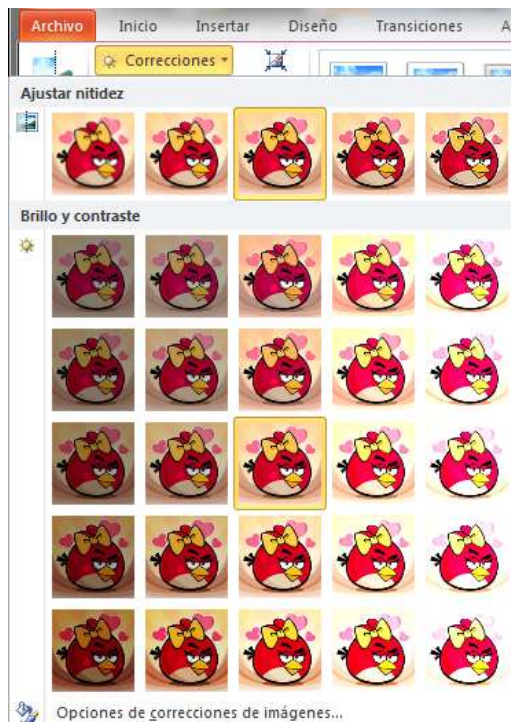 Archivo Inicio Insertar Diseño Transiciones A
Correcciones
Ajustar nitidez
Brillo y contraste
Opciones de correcciones de imágenes...